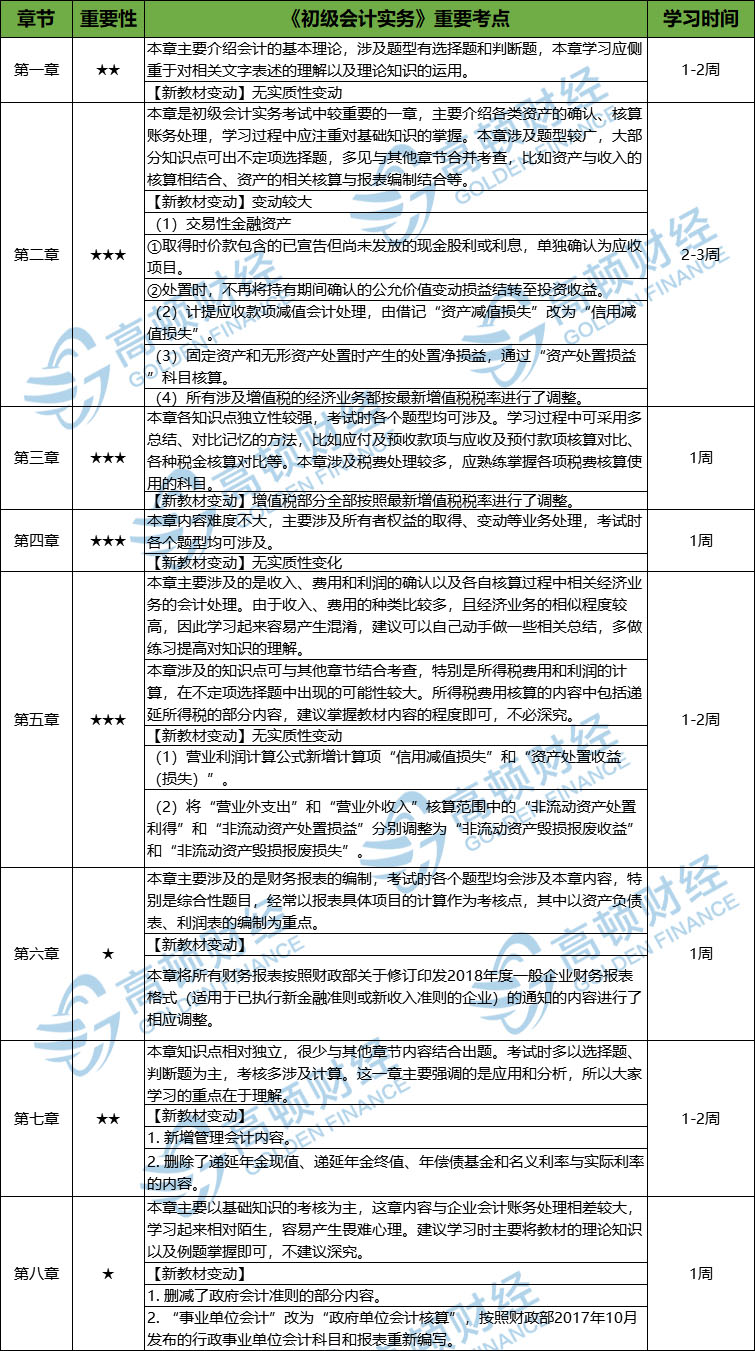 章节 重要性 《初级会计实务》重要考点 学习时间
第一章 ★★ 1-2周
本章主要介绍会计的基本理论，涉及题型有选择题和判断题，本章学习应侧
重于对相关文字表述的理解以及理论知识的运用。
【新教材变动】无实质性变动
第二章 ★★★ 2-3周
本章是初级会计实务考试中较重要的一章，主要介绍各类资产的确认、核算
账务处理，学习过程中应注重对基础知识的掌握。本章涉及题型较广，大部
分知识点可出不定项选择题，多见与其他章节合并考查，比如资产与收入的
核算相结合、资产的相关核算与报表编制结合等。
【新教材变动】变动较大
（1）交易性金融资产
①取得时价款包含的已宣告但尚未发放的现金股利或利息，单独确认为应收
项目。
②处置时，不再将持有期间确认的公允价值变动损益结转至投资收益。
（2）计提应收款项减值会计处理，由借记“资产减值损失”改为“信用减
值损失”。
（3）固定资产和无形资产处置时产生的处置净损益，通过“资产处置损益
”科目核算。
（4）所有涉及增值税的经济业务都按最新增值税税率进行了调整。
第三章 ★★★ 1周
本章各知识点独立性较强，考试时各个题型均可涉及。学习过程中可采用多
总结、对比记忆的方法，比如应付及预收款项与应收及预付款项核算对比、
各种税金核算对比等。本章涉及税费处理较多，应熟练掌握各项税费核算使
用的科目。
【新教材变动】增值税部分全部按照最新增值税税率进行了调整。
第四章 ★★★ 1周
本章内容难度不大，主要涉及所有者权益的取得、变动等业务处理，考试时
各个题型均可涉及。
【新教材变动】无实质性变化
第五章 ★★★ 1-2周
本章主要涉及的是收入、费用和利润的确认以及各自核算过程中相关经济业
务的会计处理。由于收入、费用的种类比较多，且经济业务的相似程度较
高，因此学习起来容易产生混淆，建议可以自己动手做一些相关总结，多做
练习提高对知识的理解。
本章涉及的知识点可与其他章节结合考查，特别是所得税费用和利润的计
算，在不定项选择题中出现的可能性较大。所得税费用核算的内容中包括递
延所得税的部分内容，建议掌握教材内容的程度即可，不必深究。
【新教材变动】无实质性变动
（1）营业利润计算公式新增计算项“信用减值损失”和“资产处置收益
（损失）”。
（2）将“营业外支出”和“营业外收入”核算范围中的“非流动资产处置
利得”和“非流动资产处置损益”分别调整为“非流动资产毁损报废收益”
和“非流动资产毁损报废损失”。
第六章 ★ 1周
本章主要涉及的是财务报表的编制，考试时的各个题型均会涉及本章内容，特
别是综合性题目，经常以报表具体项目的计算作为考核点，其中以资产负债
表、利润表的编制为重点。
【新教材变动】
本章将所有财务报表按照财政部关于修订印发2018年度一般企业财务报表
格式（适用于已执行新金融准则或新收入准则的企业）的通知的内容进行了
相应调整。
第七章 ★★ 1-2周
本章知识点相对独立，很少与其他章节内容结合出题。考试时多以选择题、
判断题为主，考核多涉及计算。这一章主要强调的是应用和分析，所以大家
学习的重点在于理解。
【新教材变动】
1. 新增管理会计内容。
2. 删除了递延年金现值、递延年金终值、年偿债基金和名义利率与实际利率
的内容。
第八章 ★ 1周
本章主要以基础知识的考核为主，这章内容与企业会计账务处理相差较大，
学习起来相对陌生，容易产生畏难心理。建议学习时主要将教材的理论知识
以及例题掌握即可，不建议深究。
【新教材变动】
1. 删减了政府会计准则的部分内容。
2. “事业单位会计”改为“政府单位会计核算”，按照财政部2017年10月
发布的行政事业单位会计科目和报表重新编写。
高顿财经
GOLDEN FINANCE